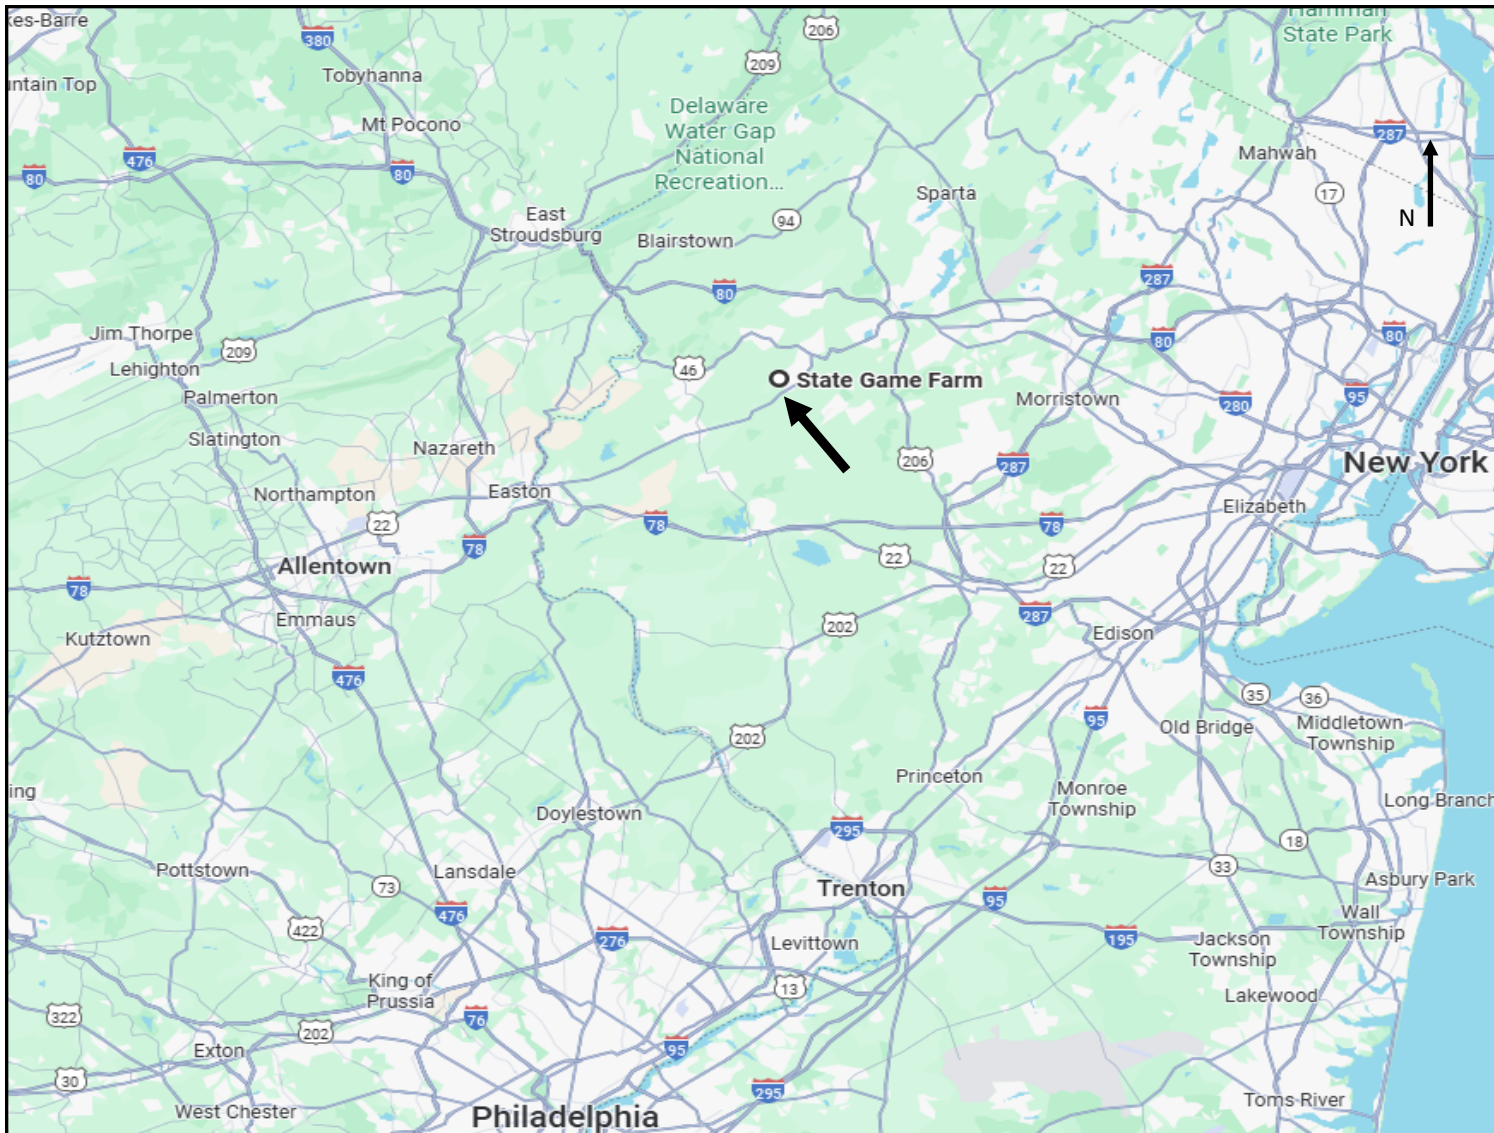 kes-Barre
380
206
Harriman
State Park
209
Tobyhanna
untain Top
Delaware
Water Gap
National
Recreation...
Mt Pocono
287
476
Mahwah
80
80
17
Sparta
N
East
Stroudsburg
94
Blairstown
287
80
Jim Thorpe
80
80
209
Lehighton
46
State Game Farm
Palmerton
Morristown
280
95
Slatington
Nazareth
206
287
New York
Northampton
Easton
Elizabeth
22
78
78
78
22
22
Allentown
78
Emmaus
287
202
Edison
Kutztown
476
35
36
95
Old Bridge
Middletown
Township
202
Princeton
Monroe
Township
ing
Long Branch
Doylestown
295
18
Pottstown
Lansdale
73
33
Trenton
Asbury Park
95
476
422
276
Levittown
195
Wall
Township
Jackson
Township
King of
Prussia
13
Lakewood
322
76
202
Exton
95
30
295
Toms River
West Chester
Philadelphia